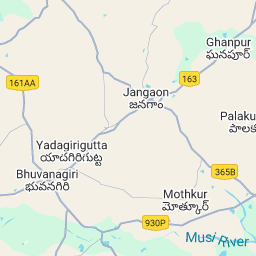 Ghanpur
ఘనపూర్
163
161AA
Jangaon
జనగాం
Palaku
పాలక
Yadagirigutta
యాదగిరిగుట్ట
Bhuvanagiri
భువనగిరి
365B
Mothkur
మోత్కూర్
930P
Musi River